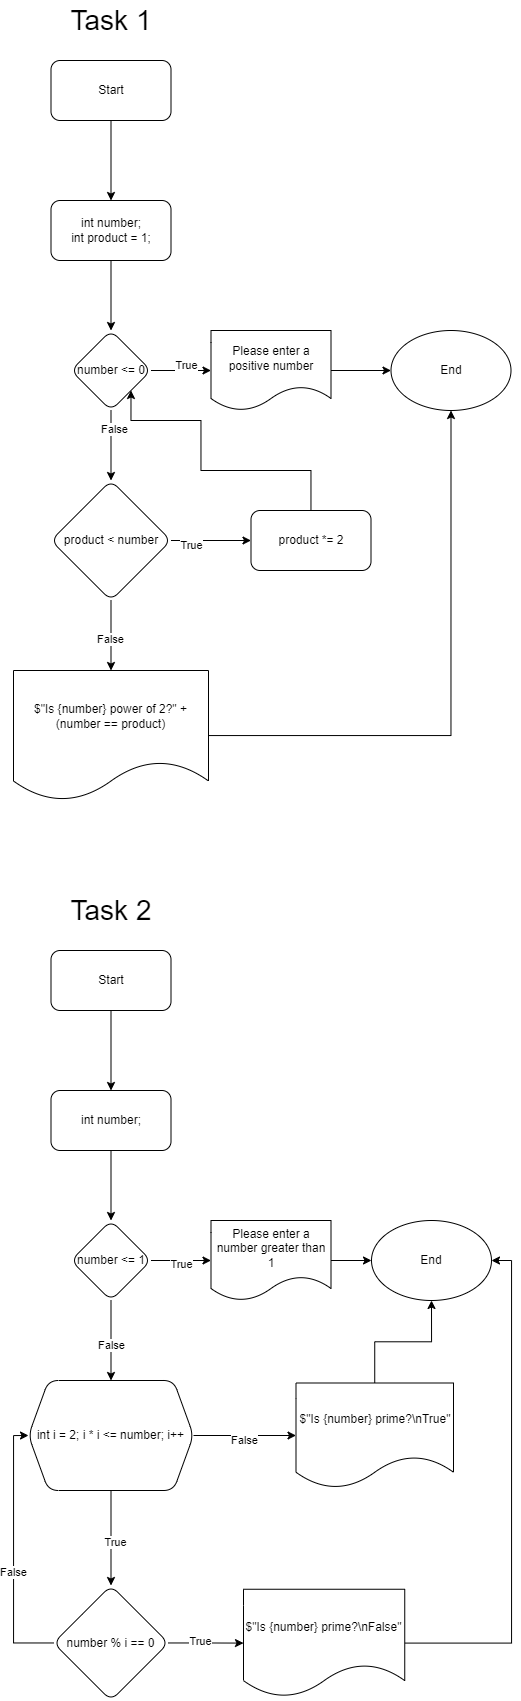 Task 1
Start
int number;
int product = 1;
number <= 0
True
Please enter a
positive number
End
False
product < number
True
product *= 2
False
$"Is {number} power of 2?" +
(number == product)
Task 2
Start
int number;
number <= 1
True
Please enter a
number greater than
1
End
False
int i = 2; i * i <= number; i++
False
$"Is {number} prime?\nTrue"
True
False
number % i == 0
True
$"Is {number} prime?\nFalse"